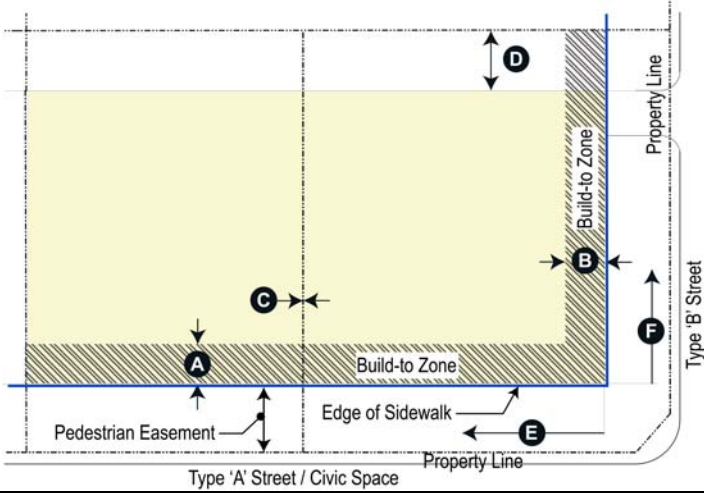 D
Property Line
Build-to Zone
B
C
F
Type 'B' Street
A
Build-to Zone
Edge of Sidewalk
Pedestrian Easement
E
Property Line
Type 'A' Street / Civic Space